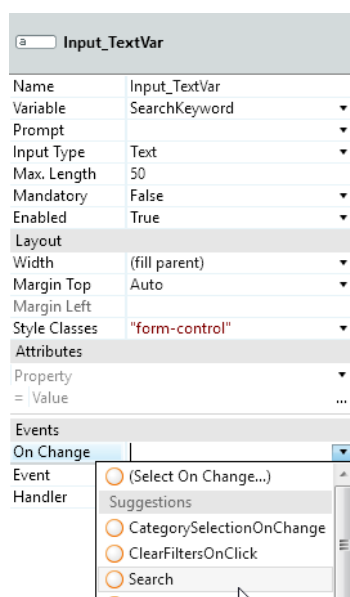 a Input_TextVar
Name Input_TextVar
Variable SearchKeyword
Prompt
Input Type Text
Max. Length 50
Mandatory False
Enabled True
Layout
Width (fill parent)
Margin Top Auto
Margin Left
Style Classes "form-control"
Attributes
Property
= Value ...
Events
On Change
Event (Select On Change...)
Handler Suggestions
CategorySelectionOnChange
ClearFiltersOnClick
Search